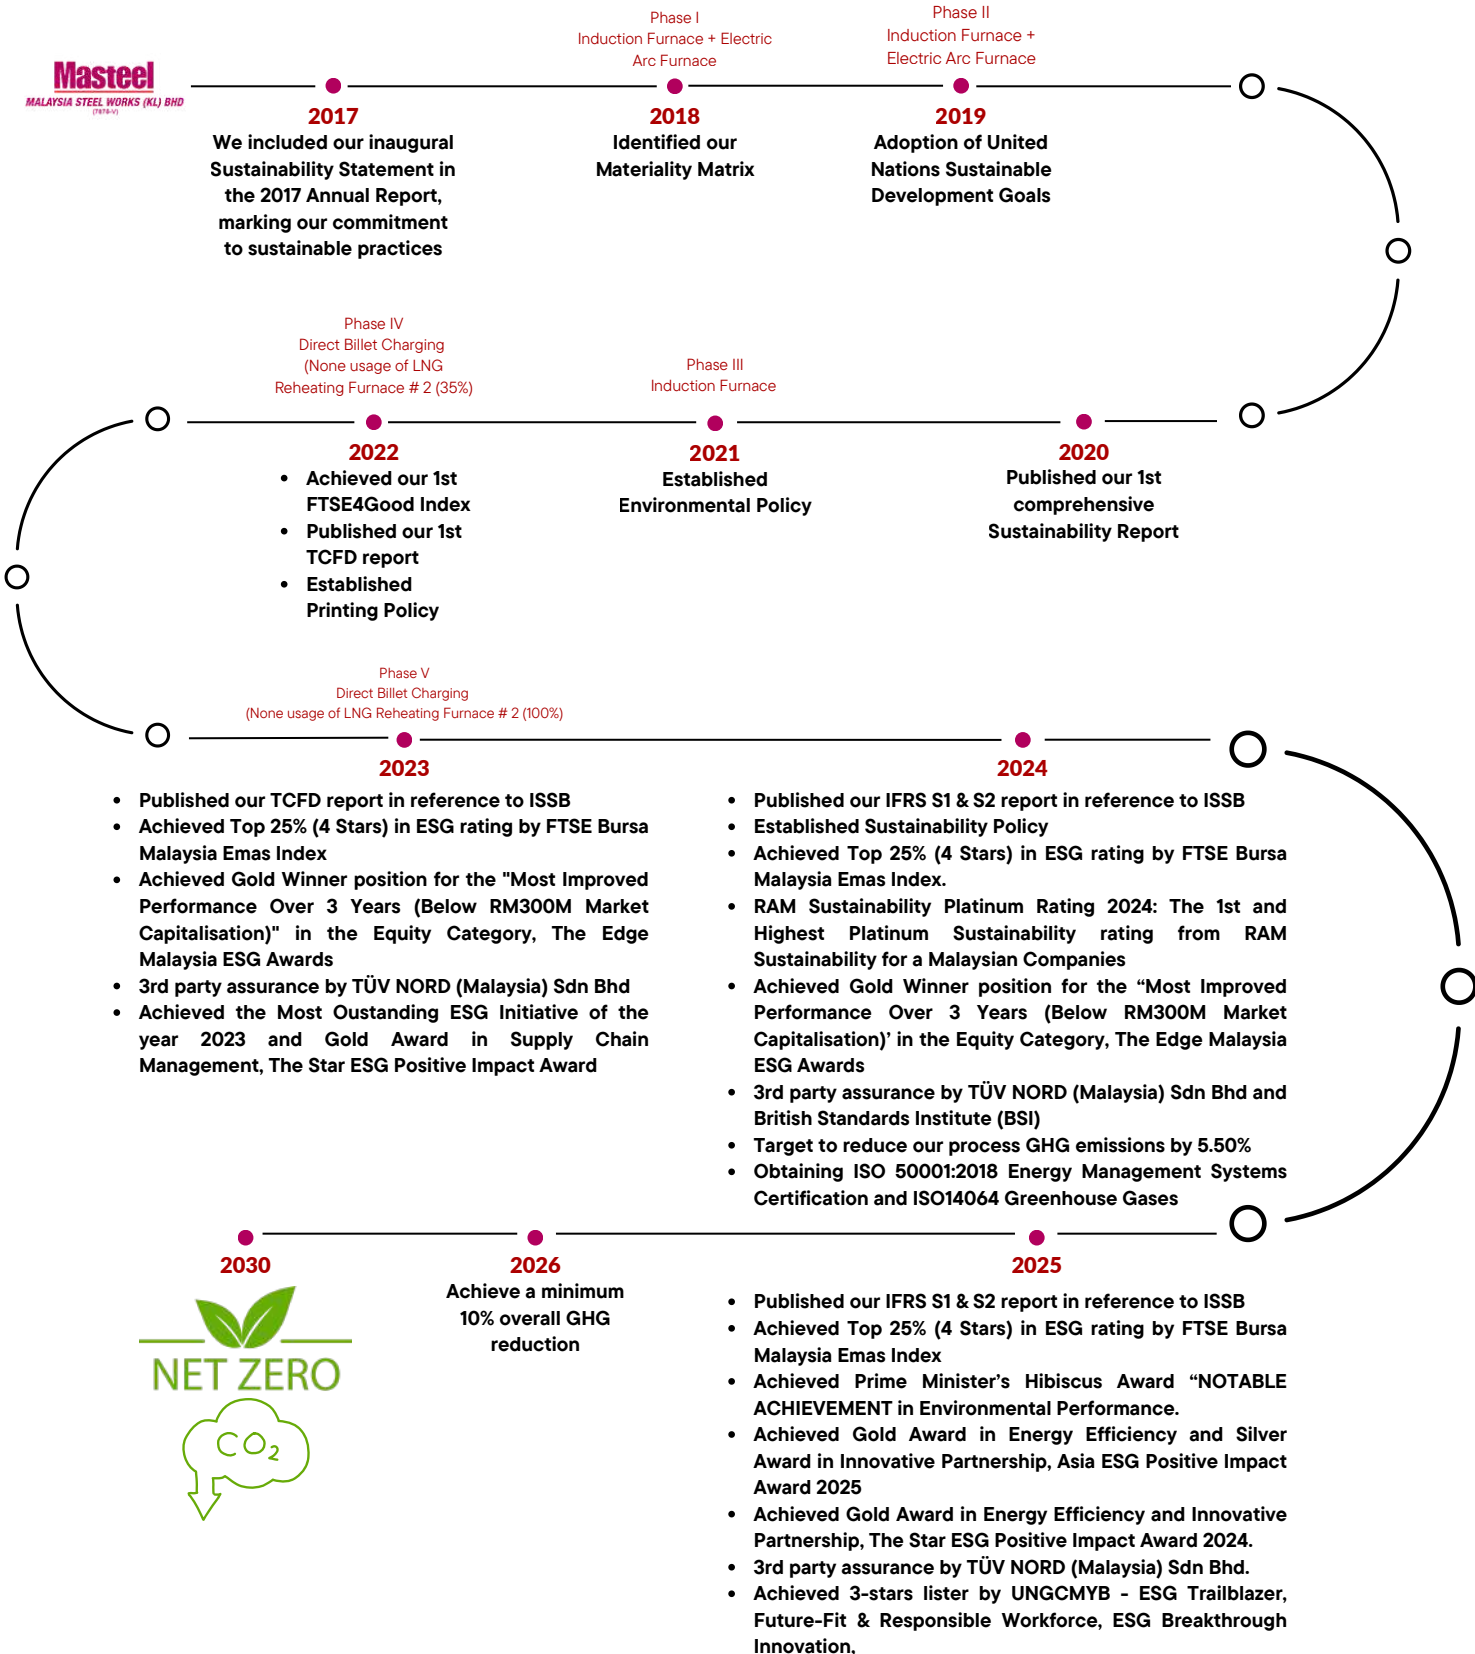 Masteel
MALAYSIA STEEL WORKS (KL) BHD
(7878-V)
Phase I
Induction Furnace + Electric
Arc Furnace
Phase II
Induction Furnace +
Electric Arc Furnace
2017
We included our inaugural
Sustainability Statement in
the 2017 Annual Report,
marking our commitment
to sustainable practices
2018
Identified our
Materiality Matrix
2019
Adoption of United
Nations Sustainable
Development Goals
Phase III
Induction Furnace
Phase IV
Direct Billet Charging
(None usage of LNG
Reheating Furnace # 2 (35%)
2020
Published our 1st
comprehensive
Sustainability Report
2021
Established
Environmental Policy
2022
• Achieved our 1st
FTSE4Good Index
• Published our 1st
TCFD report
• Established
Printing Policy
Phase V
Direct Billet Charging
(None usage of LNG Reheating Furnace # 2 (100%)
2023
• Published our TCFD report in reference to ISSB
• Achieved Top 25% (4 Stars) in ESG rating by FTSE Bursa
Malaysia Emas Index
• Achieved Gold Winner position for the "Most Improved
Performance Over 3 Years (Below RM300M Market
Capitalisation)" in the Equity Category, The Edge
Malaysia ESG Awards
• 3rd party assurance by TÜV NORD (Malaysia) Sdn Bhd
• Achieved the Most Oustanding ESG Initiative of the
year 2023 and Gold Award in Supply Chain
Management, The Star ESG Positive Impact Award
2024
• Published our IFRS S1 & S2 report in reference to ISSB
• Established Sustainability Policy
• Achieved Top 25% (4 Stars) in ESG rating by FTSE Bursa
Malaysia Emas Index.
• RAM Sustainability Platinum Rating 2024: The 1st and
Highest Platinum Sustainability rating from RAM
Sustainability for a Malaysian Companies
• Achieved Gold Winner position for the “Most Improved
Performance Over 3 Years (Below RM300M Market
Capitalisation)’ in the Equity Category, The Edge Malaysia
ESG Awards
• 3rd party assurance by TÜV NORD (Malaysia) Sdn Bhd and
British Standards Institute (BSI)
• Target to reduce our process GHG emissions by 5.50%
• Obtaining ISO 50001:2018 Energy Management Systems
Certification and ISO14064 Greenhouse Gases
2025
• Published our IFRS S1 & S2 report in reference to ISSB
• Achieved Top 25% (4 Stars) in ESG rating by FTSE Bursa
Malaysia Emas Index
• Achieved Prime Minister’s Hibiscus Award “NOTABLE
ACHIEVEMENT in Environmental Performance.
• Achieved Gold Award in Energy Efficiency and Silver
Award in Innovative Partnership, Asia ESG Positive Impact
Award 2025
• Achieved Gold Award in Energy Efficiency and Innovative
Partnership, The Star ESG Positive Impact Award 2024.
• 3rd party assurance by TÜV NORD (Malaysia) Sdn Bhd.
• Achieved 3-stars lister by UNGCMYB - ESG Trailblazer,
Future-Fit & Responsible Workforce, ESG Breakthrough
Innovation,
2026
Achieve a minimum
10% overall GHG
reduction
2030
NET ZERO
CO2